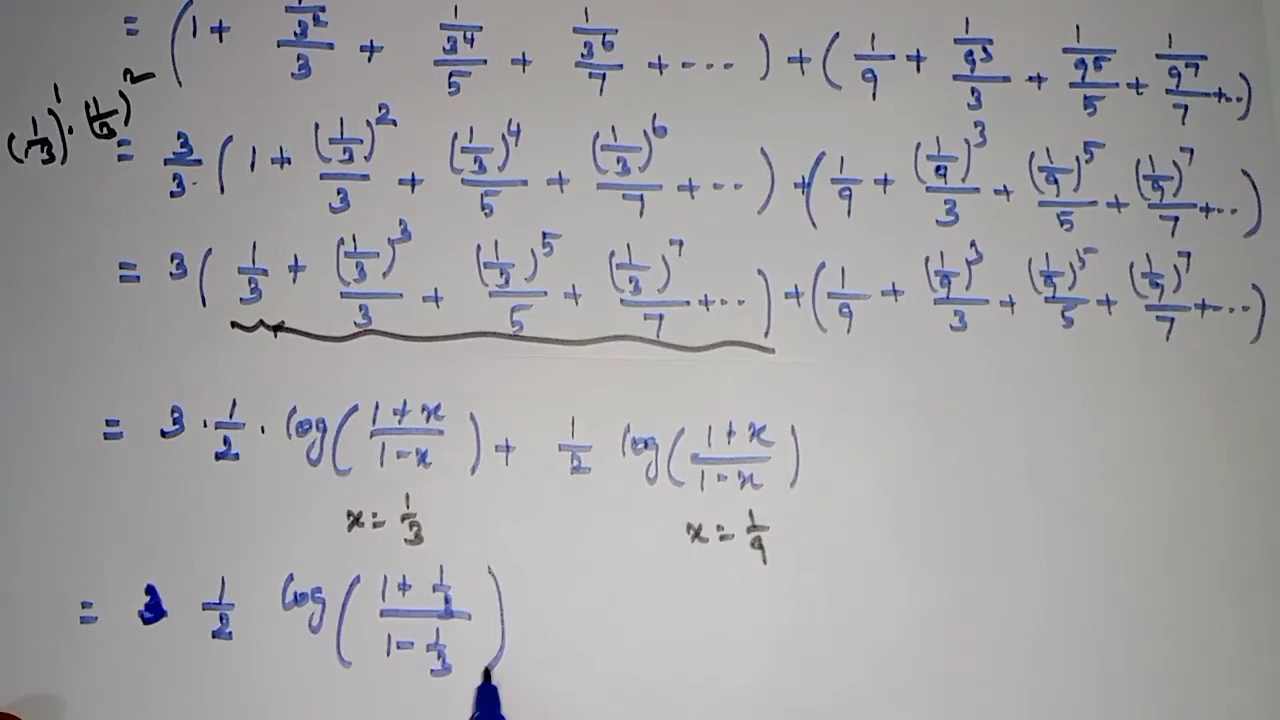 = (1 + (1/3²)/3 + (1/3⁴)/5 + (1/3⁶)/7 + ⋯) + (1/9 + (1/9³)/3 + (1/9⁵)/5 + (1/9⁷)/7 + ..)
(1/3)¹ · (1/3)²
= 3/3 (1 + (1/3)²/3 + (1/3)⁴/5 + (1/3)⁶/7 + ⋯) + (1/9 + (1/9)³/3 + (1/9)⁵/5 + (1/9)⁷/7 + ..)
= 3 (1/3 + (1/3)³/3 + (1/3)⁵/5 + (1/3)⁷/7 + ⋯) + (1/9 + (1/9)³/3 + (1/9)⁵/5 + (1/9)⁷/7 + ⋯)
= 3 · 1/2 · log((1+x)/(1-x)) + 1/2 log((1+x)/(1-x))
x = 1/3 x = 1/9
= 3 1/2 log((1 + 1/3)/(1 - 1/3))